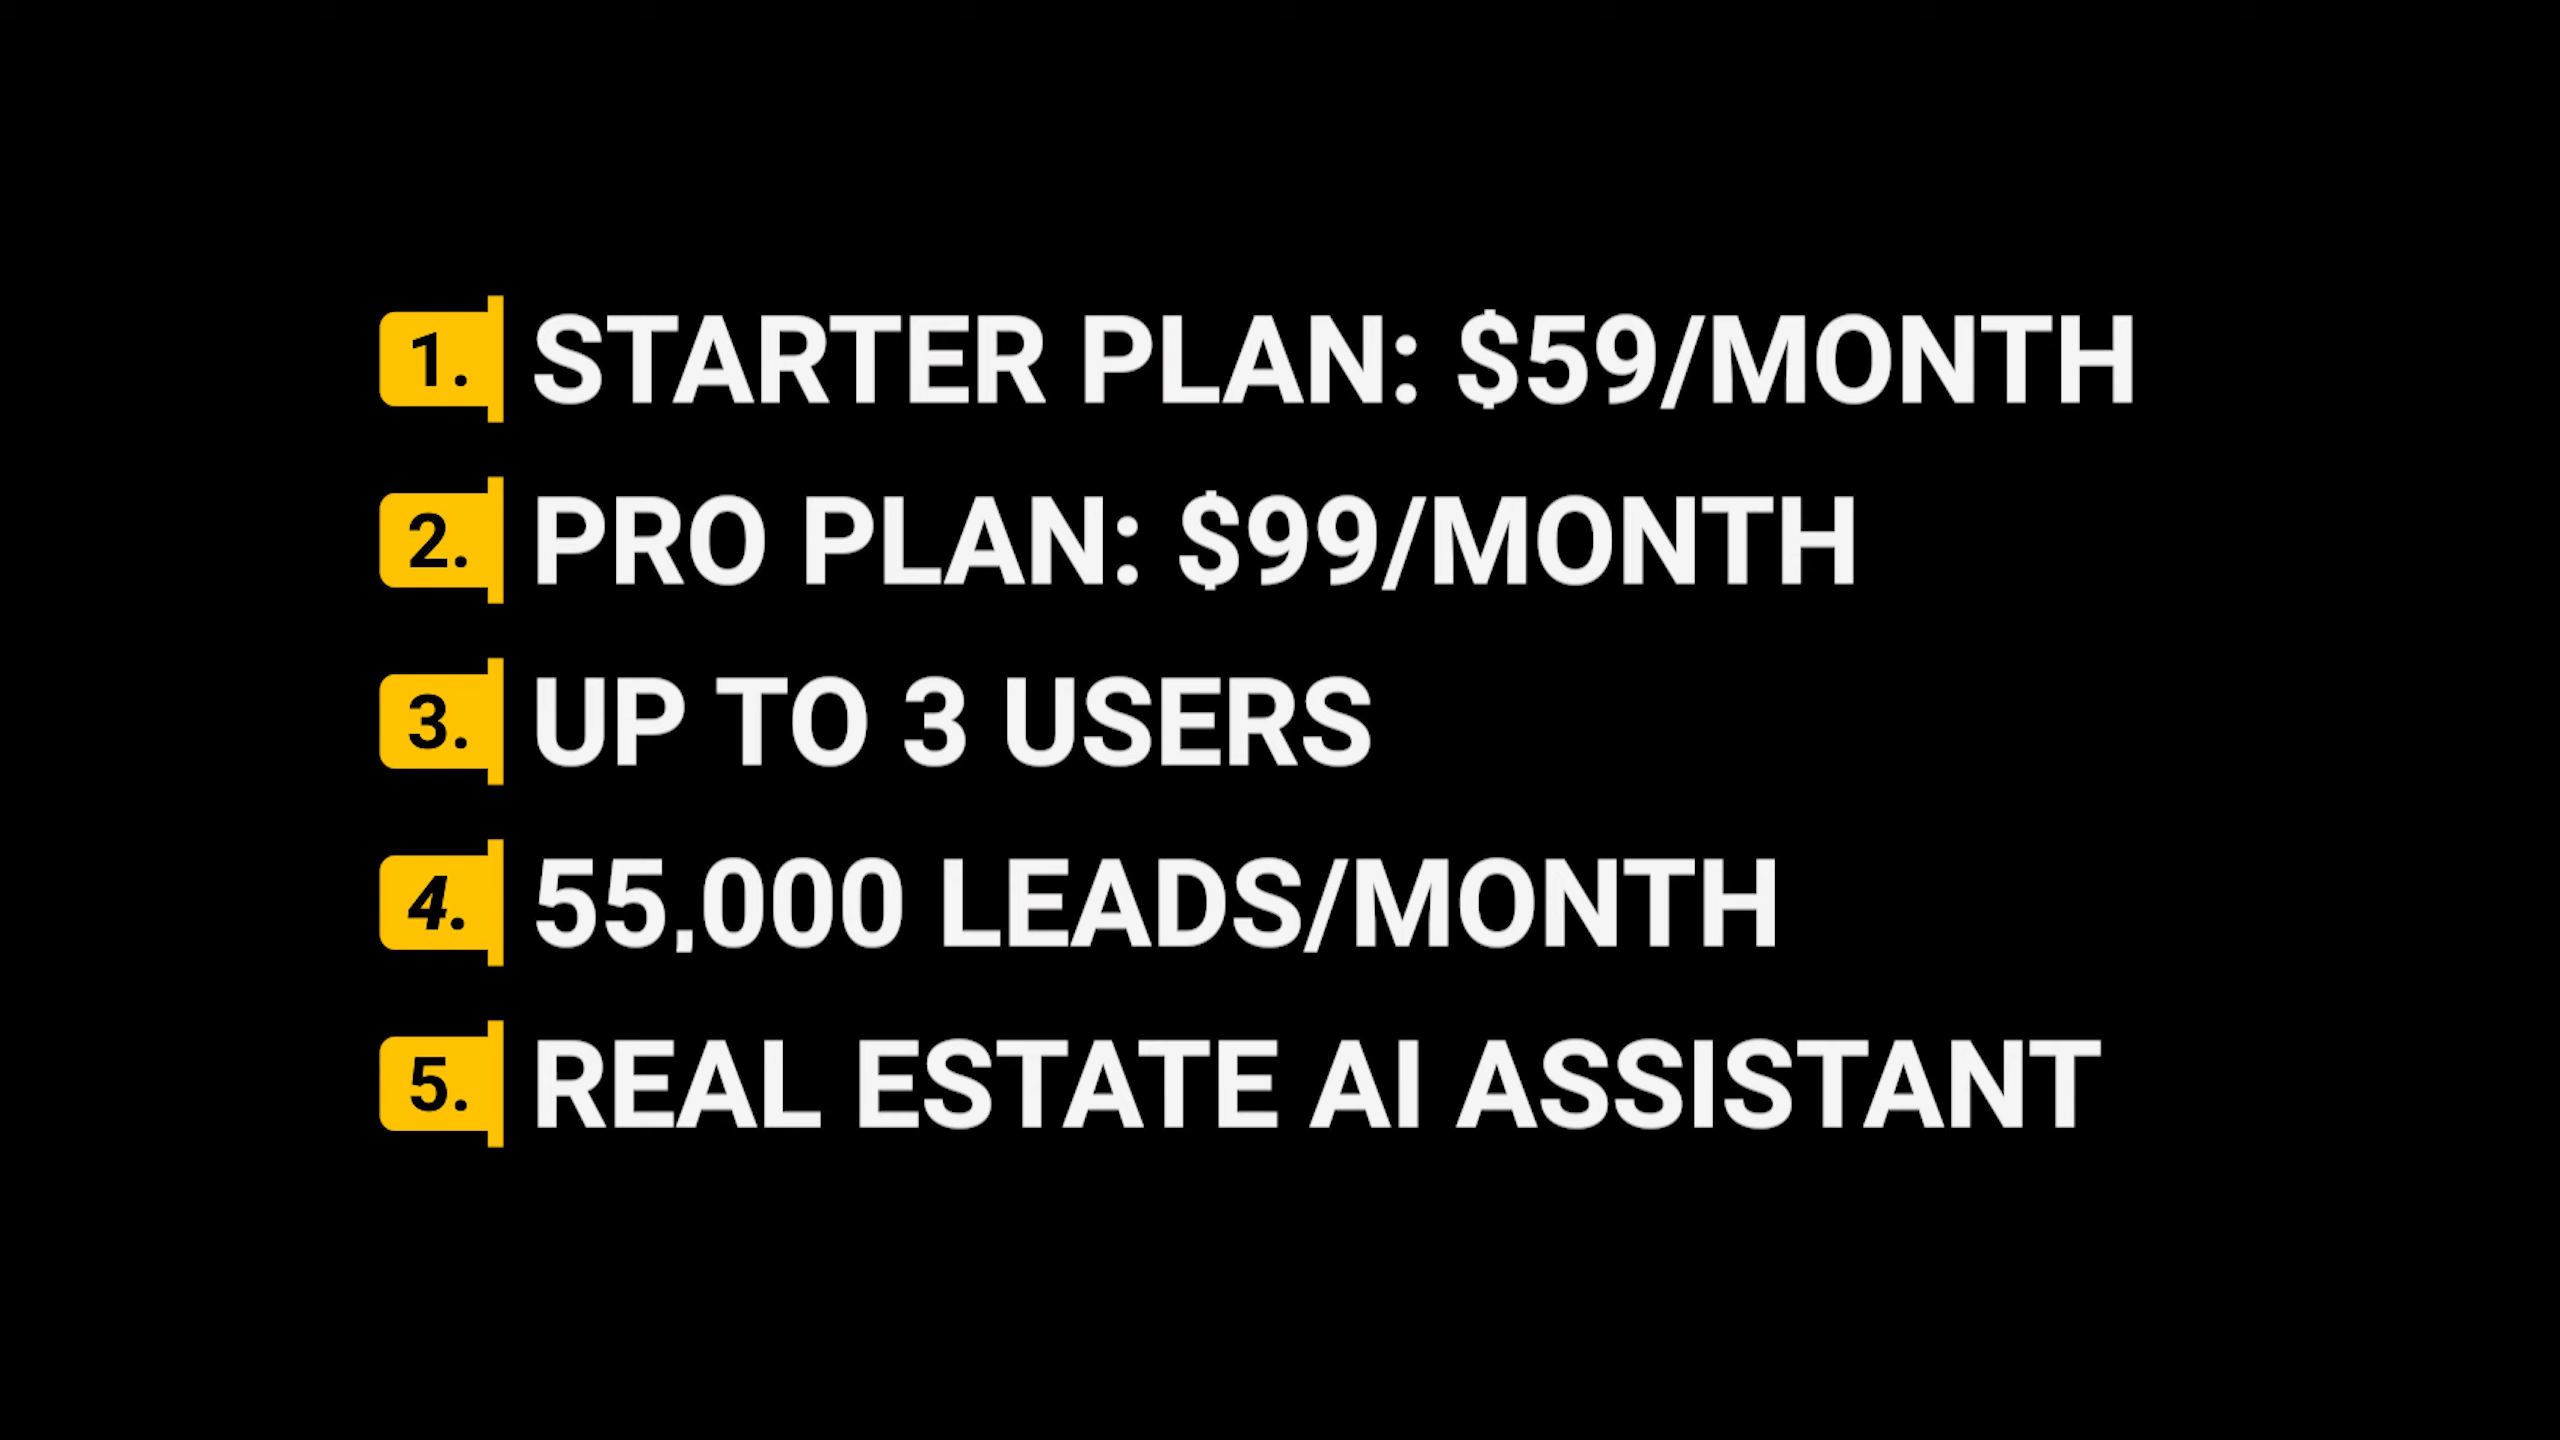 1. STARTER PLAN: $59/MONTH
2. PRO PLAN: $99/MONTH
3. UP TO 3 USERS
4. 55,000 LEADS/MONTH
5. REAL ESTATE AI ASSISTANT